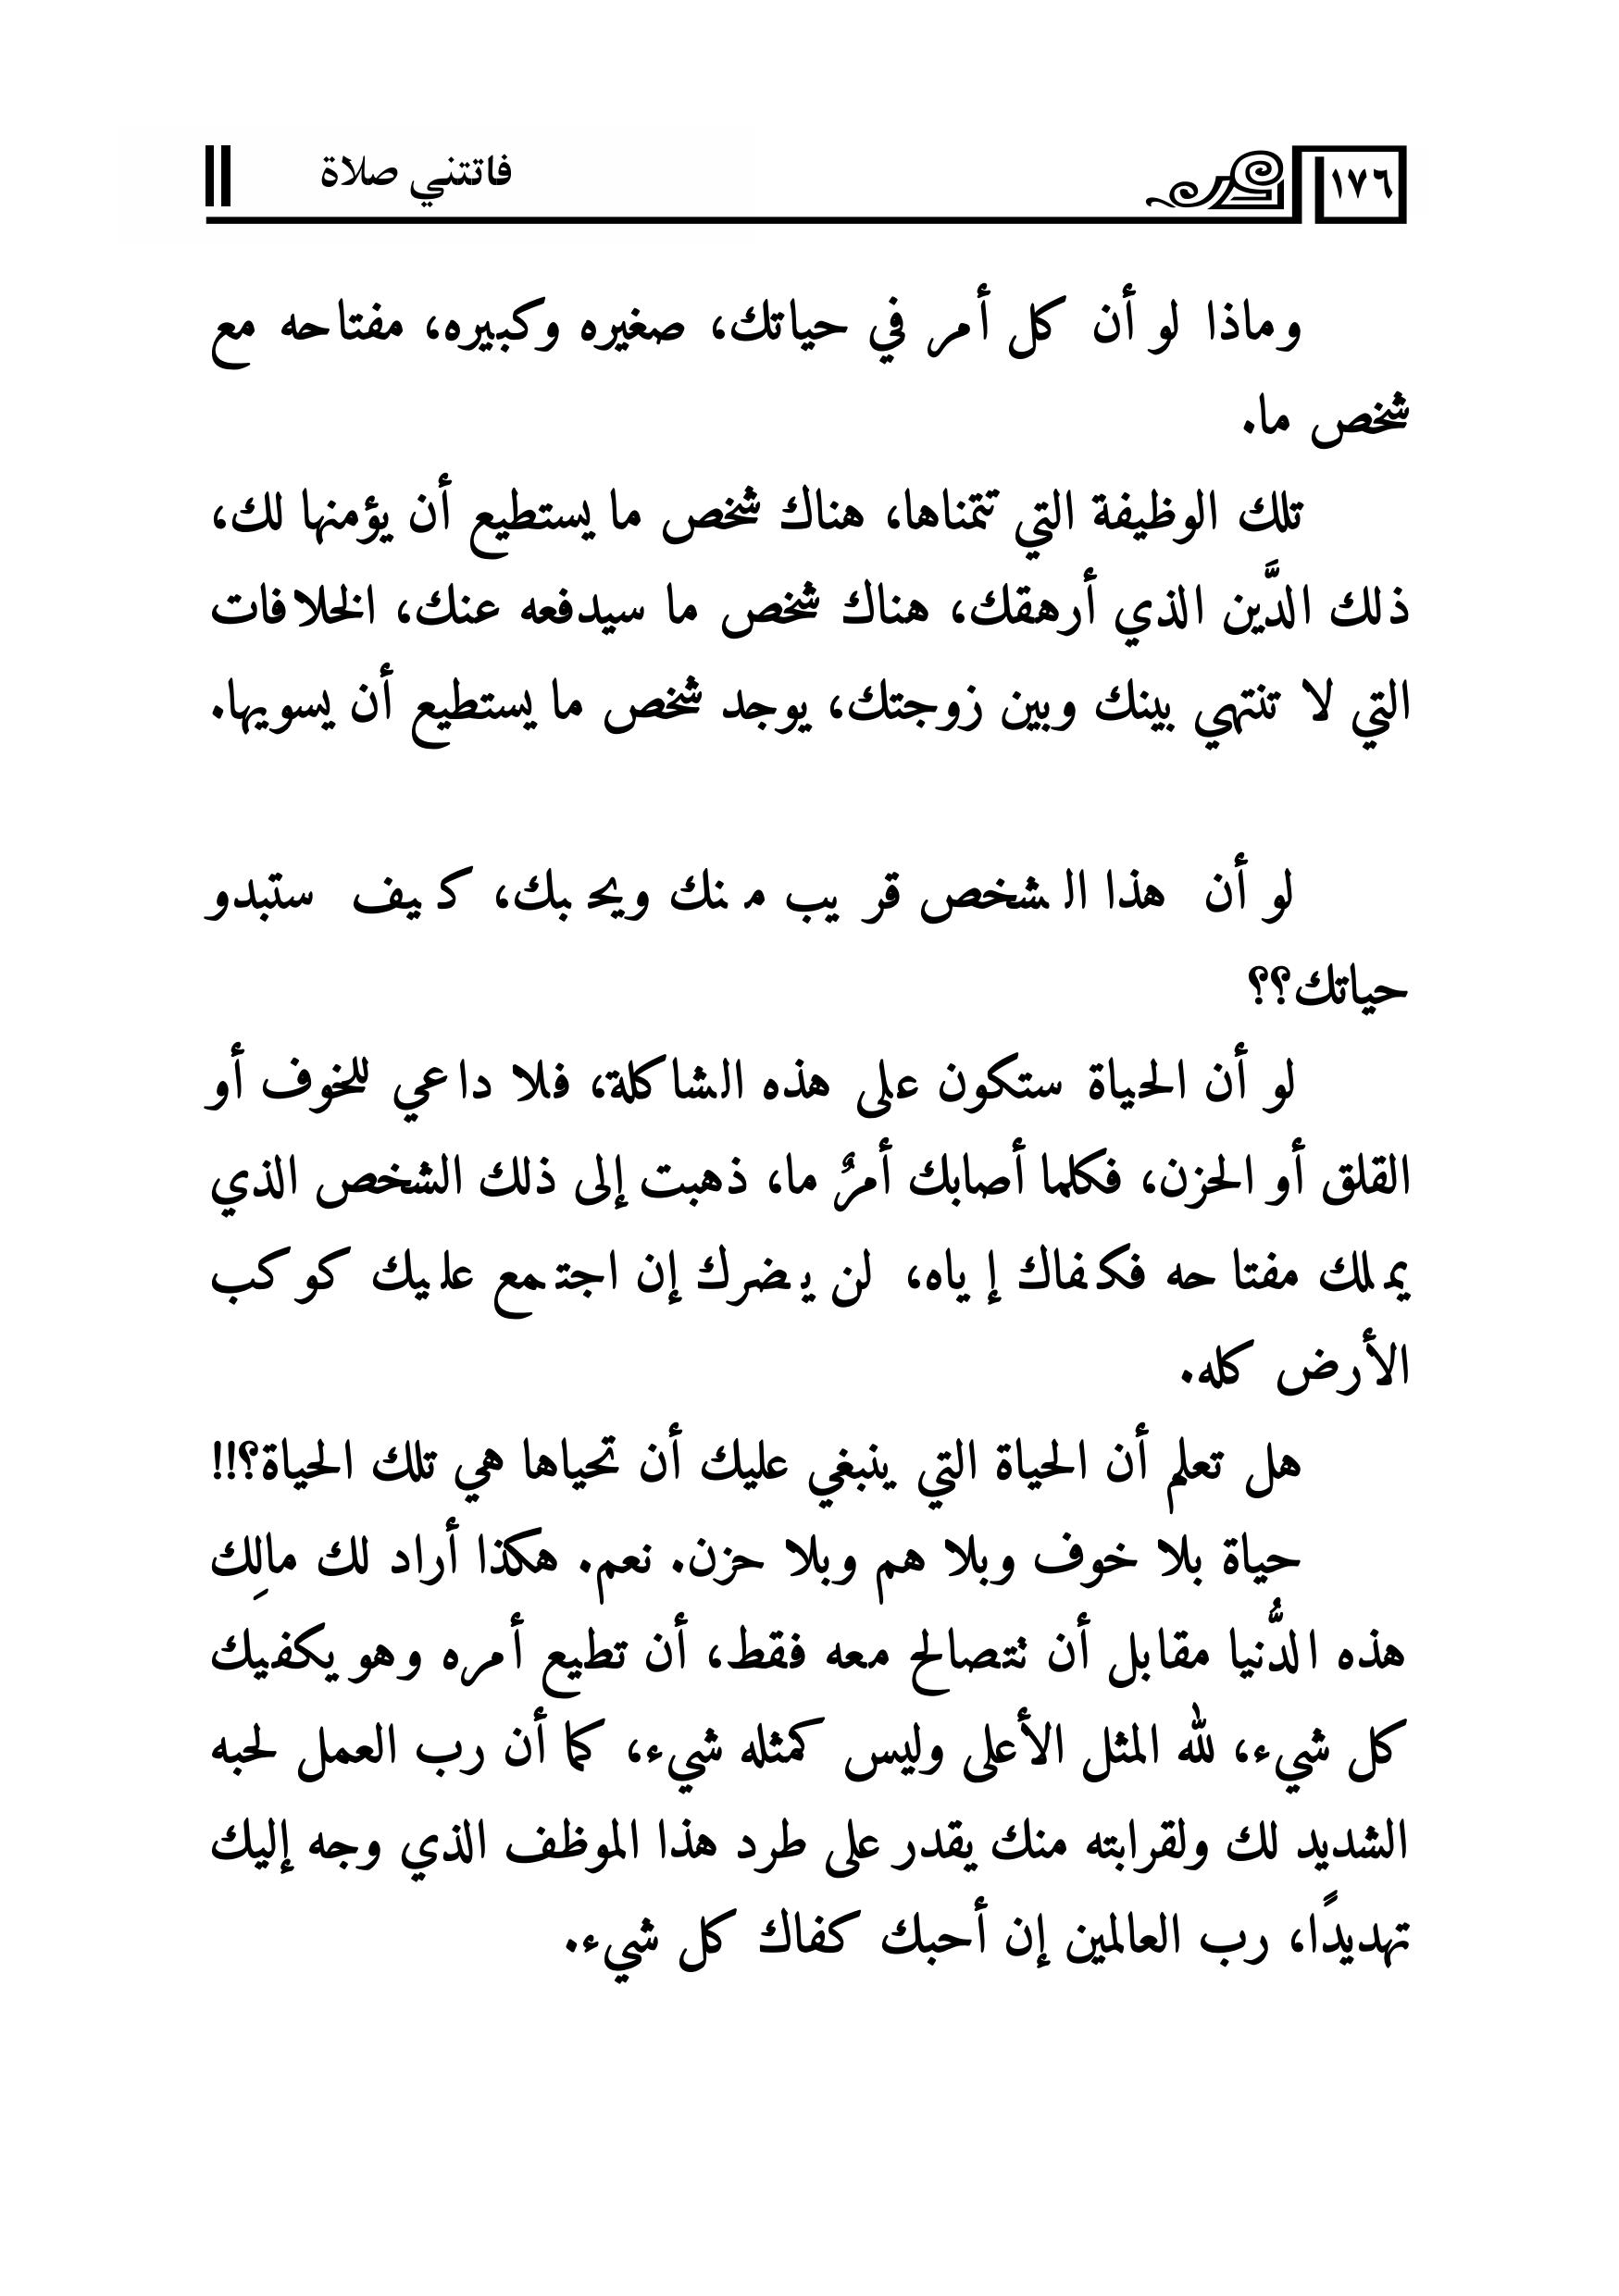 ١٧٦
فاتتني صلاة
وماذا لو أن كل أمر في حياتك، صغيره وكبيره، مفتاحه مع
شخص ما.
تلك الوظيفة التي تتمناها، هناك شخص ما يستطيع أن يؤمنها لك،
ذلك الدَّين الذي أرهقك، هناك شخص ما سيدفعه عنك، الخلافات
التي لا تنتهي بينك وبين زوجتك، يوجد شخص ما يستطيع أن يسويها.
لو أن هذا الشخص قريب منك ويحبك، كيف ستبدو
حياتك؟؟
لو أن الحياة ستكون على هذه الشاكلة، فلا داعي للخوف أو
القلق أو الحزن، فكلما أصابك أمرٌ ما، ذهبت إلى ذلك الشخص الذي
يملك مفتاحه فكفاك إياه، لن يضرك إن اجتمع عليك كوكب
الأرض كله.
هل تعلم أن الحياة التي ينبغي عليك أن تحياها هي تلك الحياة؟!!
حياة بلا خوف وبلا هم وبلا حزن. نعم. هكذا أراد لك مالِك
هذه الدُّنيا مقابل أن تتصالح معه فقط، أن تطيع أمره وهو يكفيك
كل شيء، لله المثل الأعلى وليس كمثله شيء، كما أن رب العمل لحبه
الشديد لك ولقرابته منك يقدر على طرد هذا الموظف الذي وجه إليك
تهديدًا، رب العالمين إن أحبك كفاك كل شيء.